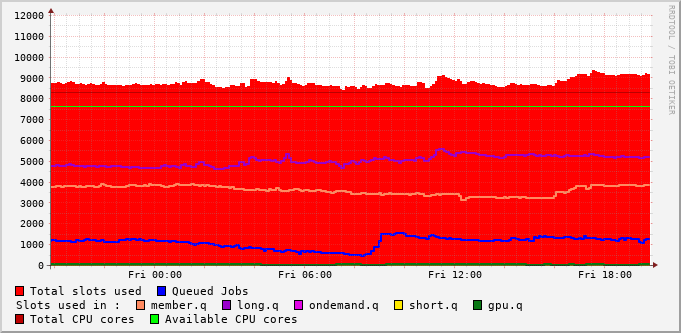 12000
11000
10000
9000
8000
7000
6000
5000
4000
3000
2000
1000
0
Fri 00:00 Fri 06:00 Fri 12:00 Fri 18:00
RRDTOOL / TOBI OETIKER
Total slots used Queued Jobs
Slots used in : member.q long.q ondemand.q short.q gpu.q
Total CPU cores Available CPU cores